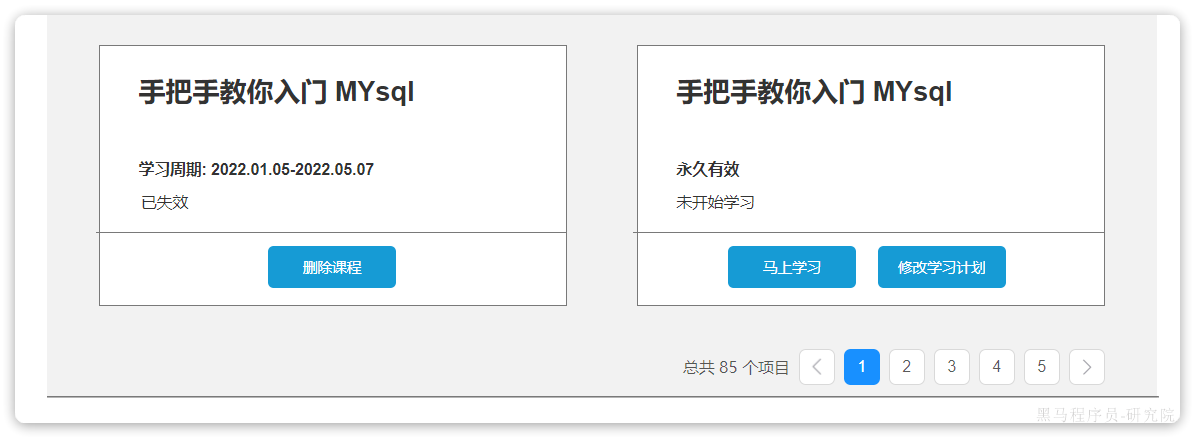 手把手教你入门 MYsql
学习周期: 2022.01.05-2022.05.07
已失效
删除课程
手把手教你入门 MYsql
永久有效
未开始学习
马上学习 修改学习计划
总共 85 个项目 1 2 3 4 5
黑马程序员-研究院